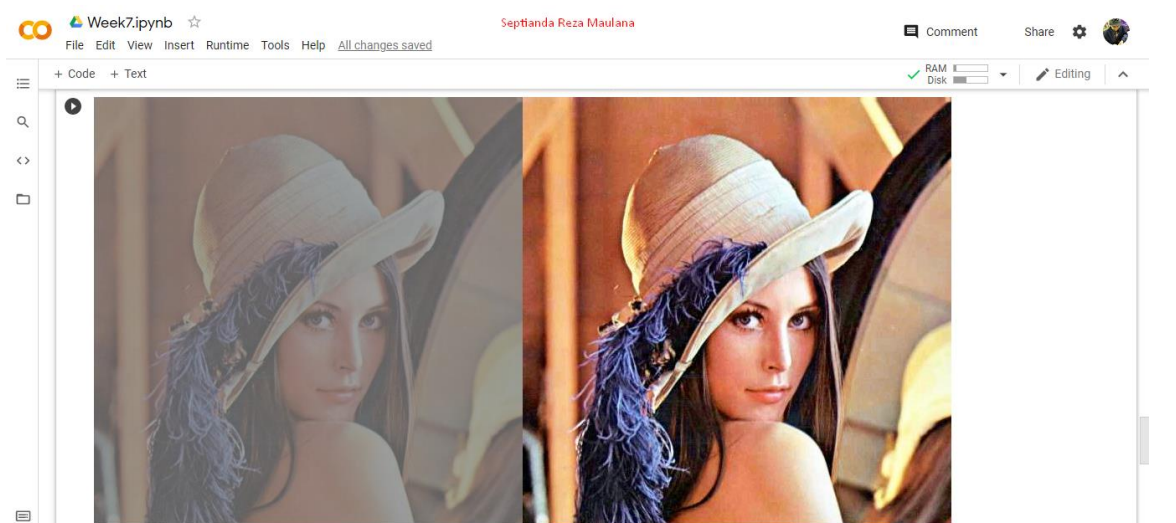 Week7.ipynb
Septianda Reza Maulana
Comment
Share
File Edit View Insert Runtime Tools Help All changes saved
+ Code + Text
RAM
Disk
Editing